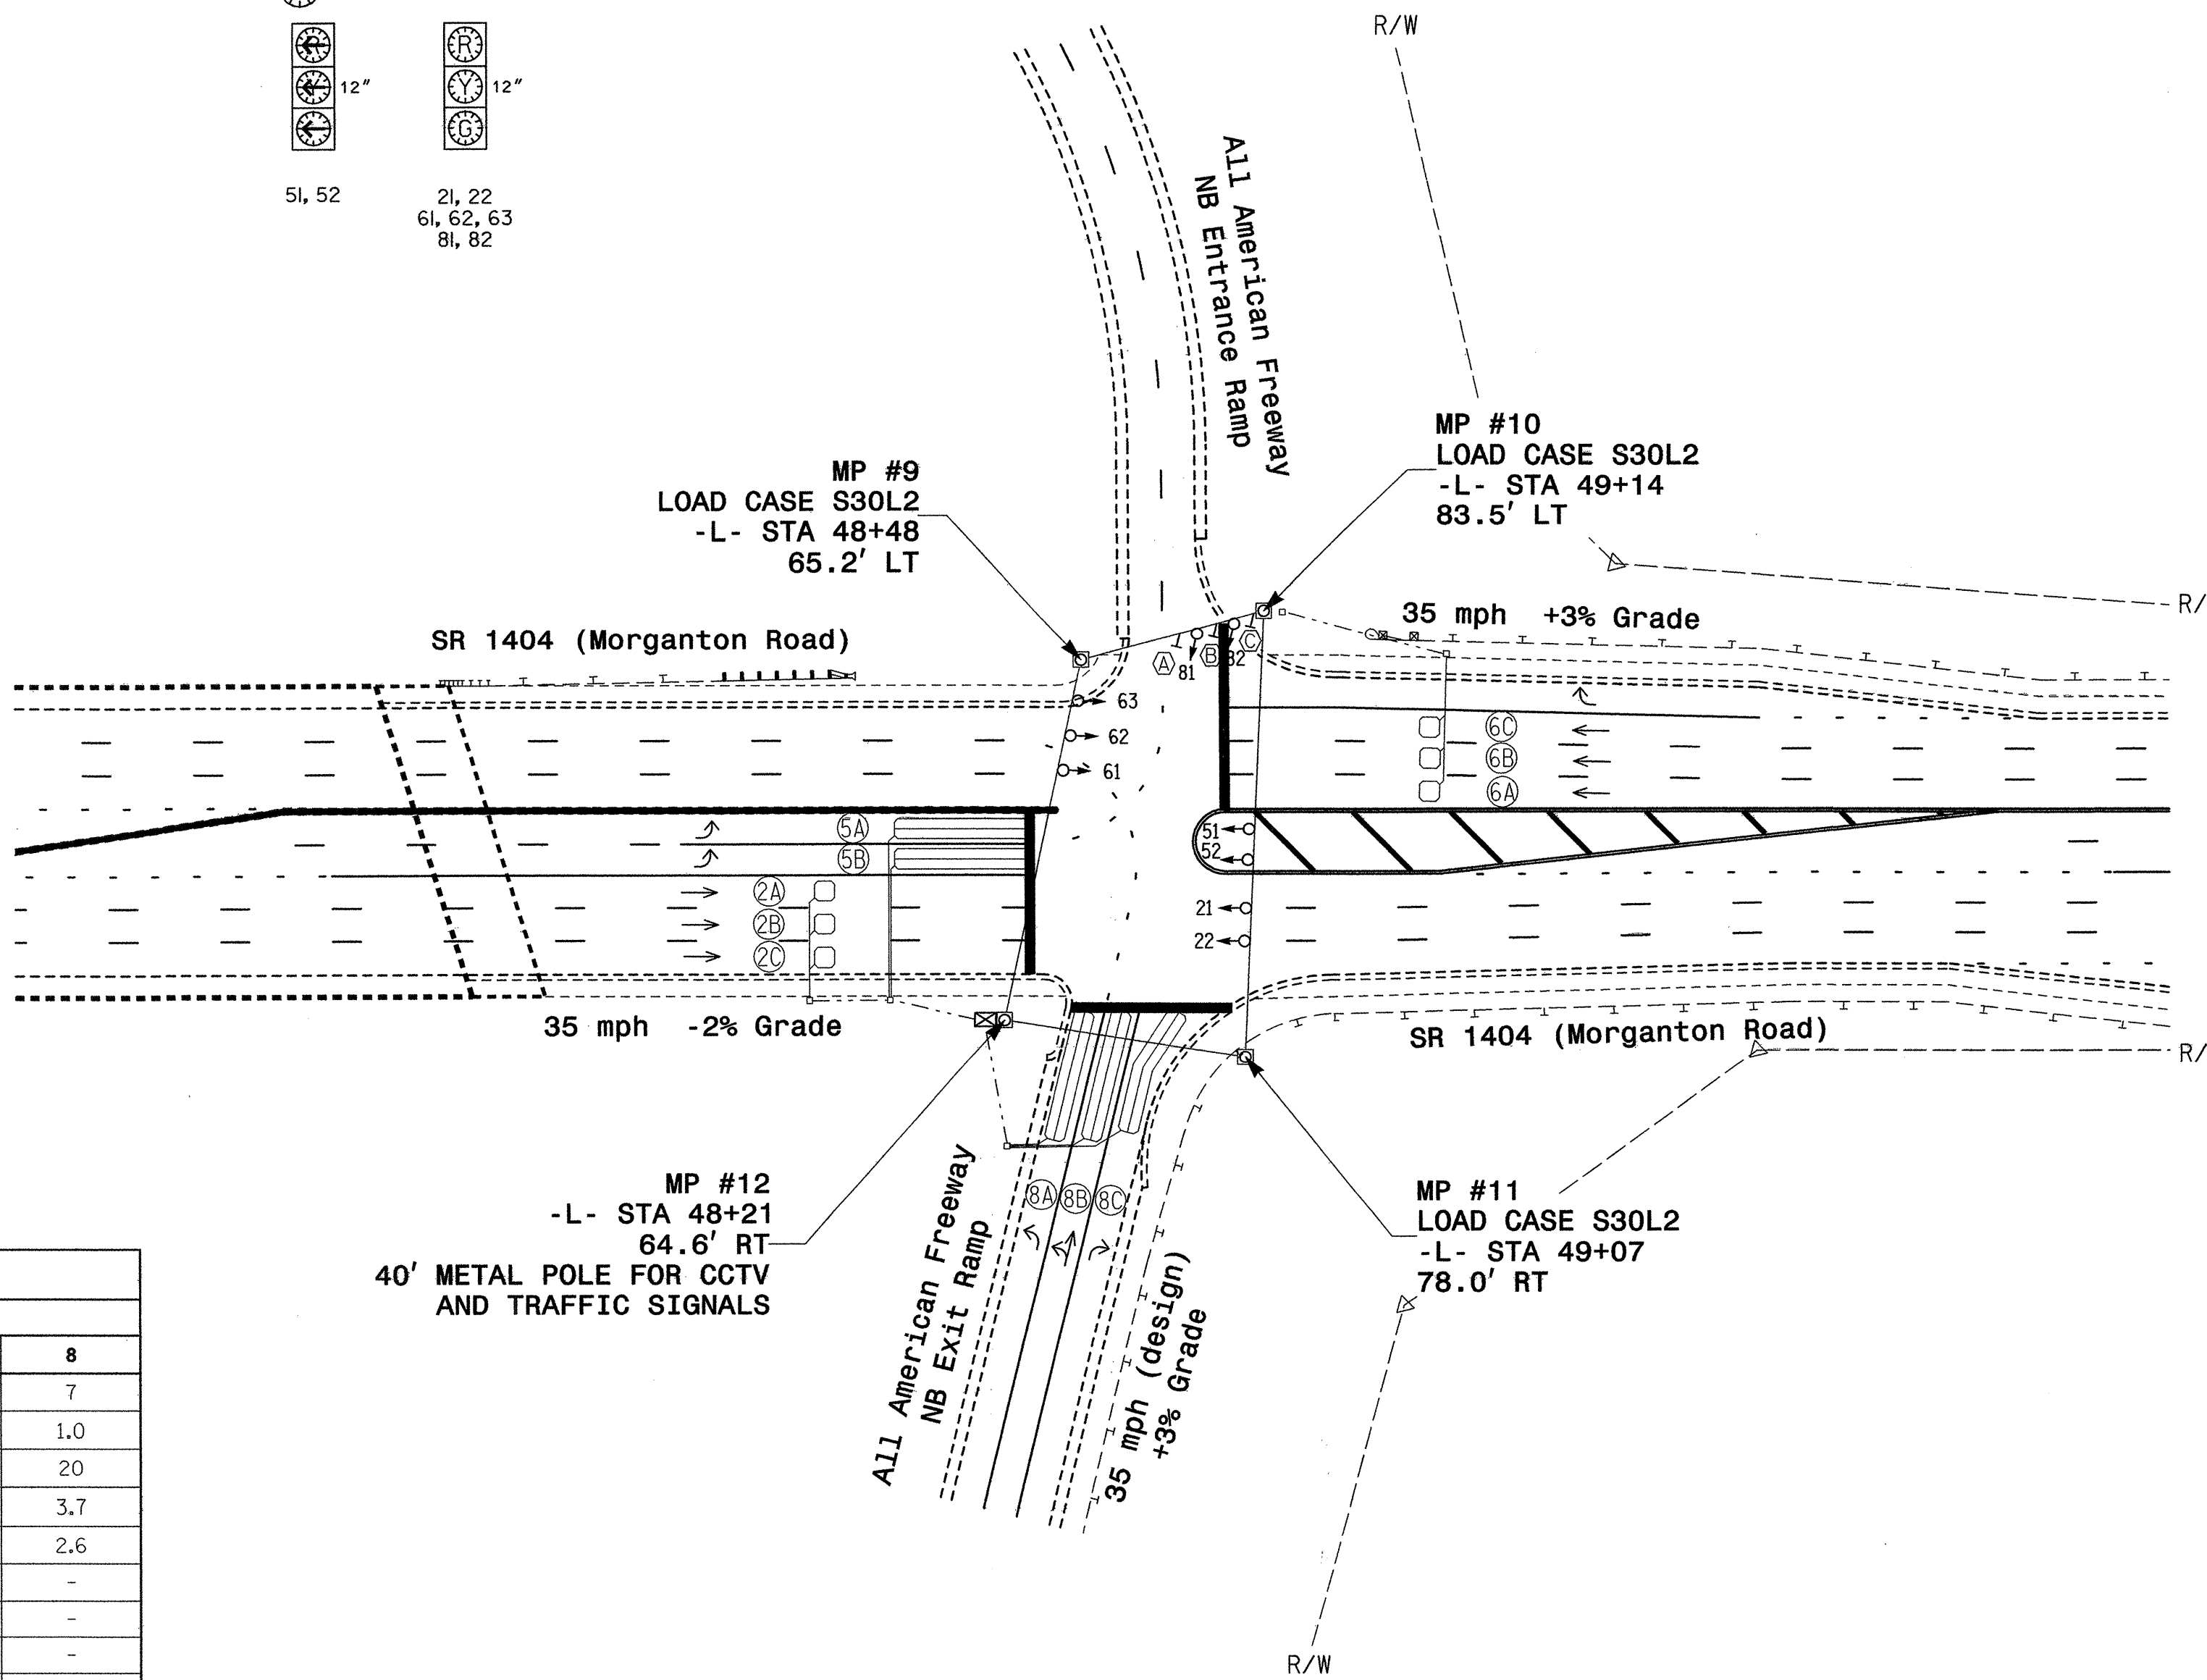 R
Y 12"
R
Y 12"
G
51, 52
21, 22
61, 62, 63
81, 82
R/W
All American Freeway
NB Entrance Ramp
MP #9
LOAD CASE S30L2
-L- STA 48+48
65.2' LT
MP #10
LOAD CASE S30L2
-L- STA 49+14
83.5' LT
R/
SR 1404 (Morganton Road)
35 mph +3% Grade
A
81
B
82
C
63
62
61
6C
6B
6A
5A
5B
51
52
2A
2B
2C
21
22
35 mph -2% Grade
SR 1404 (Morganton Road)
R/
MP #12
-L- STA 48+21
64.6' RT
40' METAL POLE FOR CCTV
AND TRAFFIC SIGNALS
8A
8B
8C
All American Freeway
NB Exit Ramp
35 mph (design)
+3% Grade
MP #11
LOAD CASE S30L2
-L- STA 49+07
78.0' RT
R/W
8
7
1.0
20
3.7
2.6
-
-
-